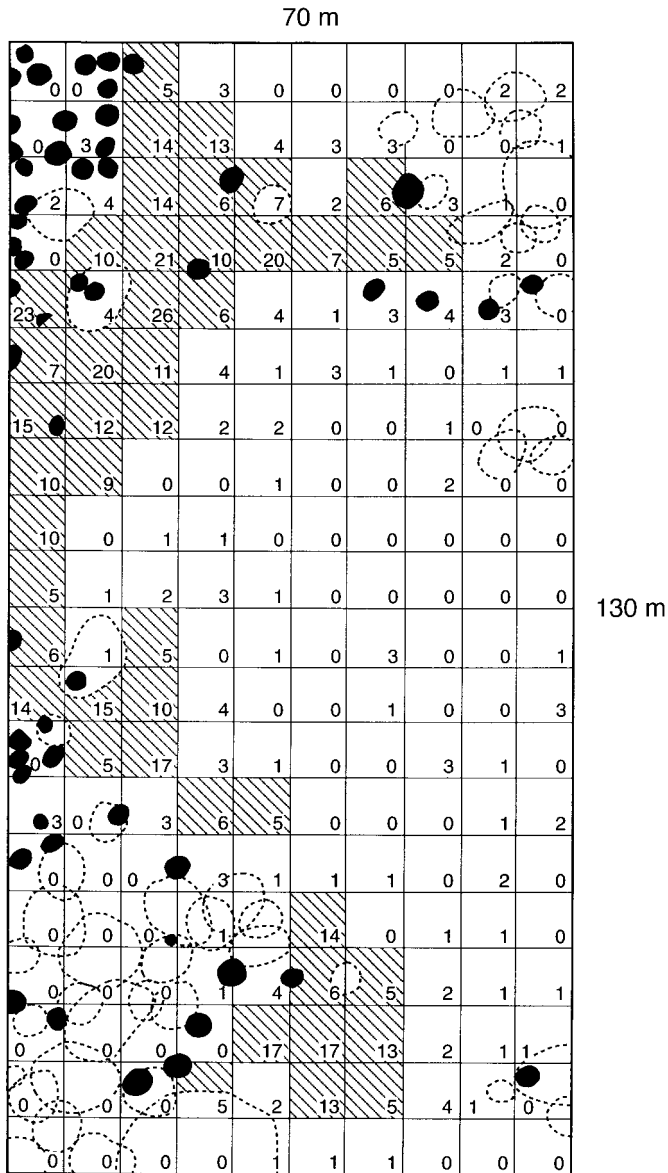 70 m
0 0 5 3 0 0 0 0 2 2
0 3 14 13 4 3 3 0 0 1
2 4 14 6 7 2 6 3 1 0
0 10 21 10 20 7 5 5 2 0
23 4 26 6 4 1 3 4 3 0
7 20 11 4 1 3 1 0 1 1
15 12 12 2 2 0 0 1 0 0
10 9 0 0 1 0 0 2 0 0
10 0 1 1 0 0 0 0 0 0
5 1 2 3 1 0 0 0 0 0
130 m
6 1 5 0 1 0 3 0 0 1
14 15 10 4 0 0 1 0 0 3
0 5 17 3 1 0 0 3 1 0
3 0 3 6 5 0 0 0 1 2
0 0 0 3 1 1 1 0 2 0
0 0 0 1 14 0 1 1 0
0 0 0 1 4 6 5 2 1 1
0 0 0 0 17 17 13 2 1 1
0 0 0 5 2 13 5 4 1 0
0 0 0 0 1 1 1 0 0 0